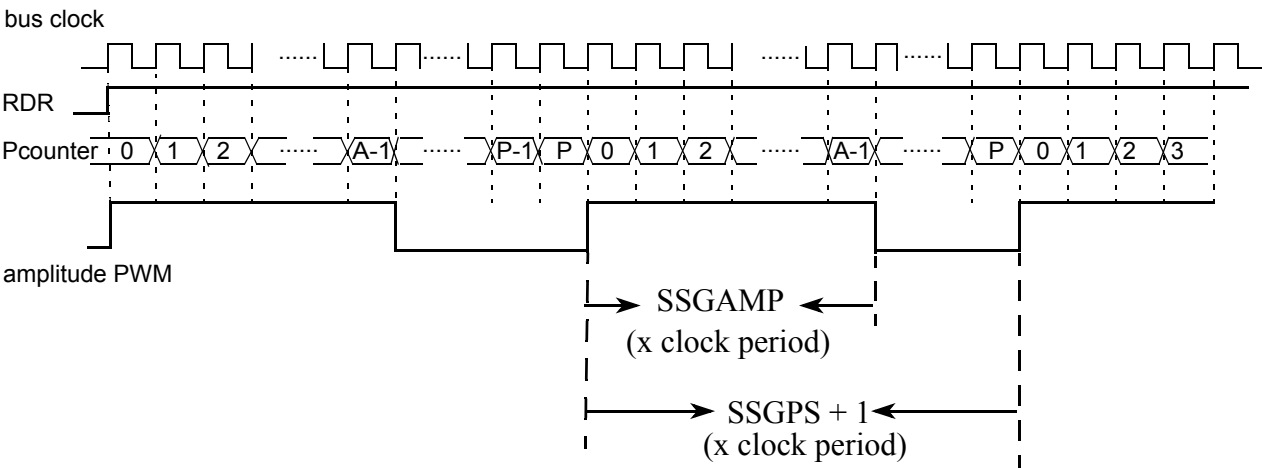 bus clock
...... ...... ...... ......
RDR
Pcounter 0 1 2 ...... A-1 ...... P-1 P 0 1 2 ...... A-1 ...... P 0 1 2 3
amplitude PWM
SSGAMP
(x clock period)
SSGPS + 1
(x clock period)